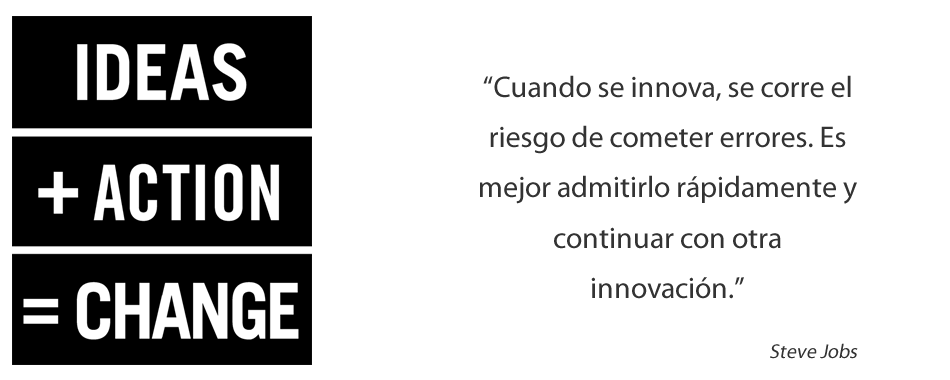 IDEAS
+ ACTION
= CHANGE
“Cuando se innova, se corre el
riesgo de cometer errores. Es
mejor admitirlo rápidamente y
continuar con otra
innovación.”
Steve Jobs